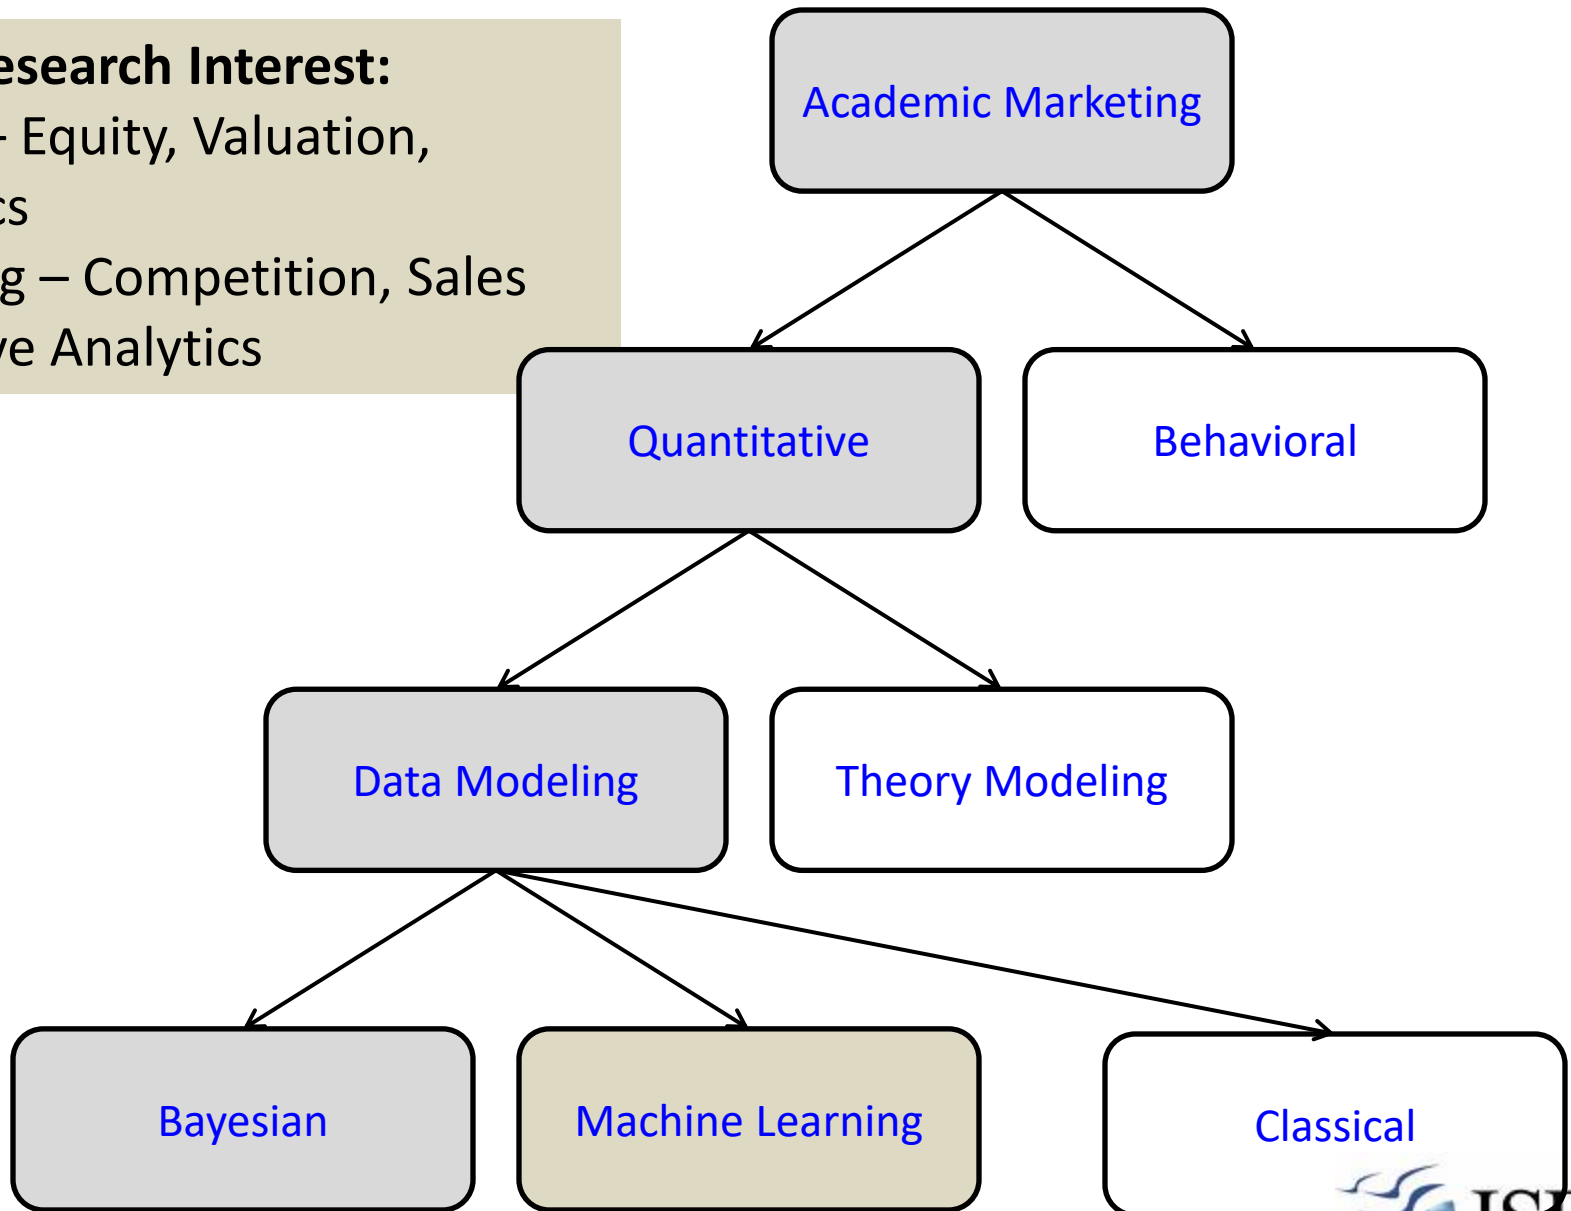 esearch Interest:
– Equity, Valuation,
cs
g – Competition, Sales
ve Analytics
Academic Marketing
Quantitative
Behavioral
Data Modeling
Theory Modeling
Bayesian
Machine Learning
Classical